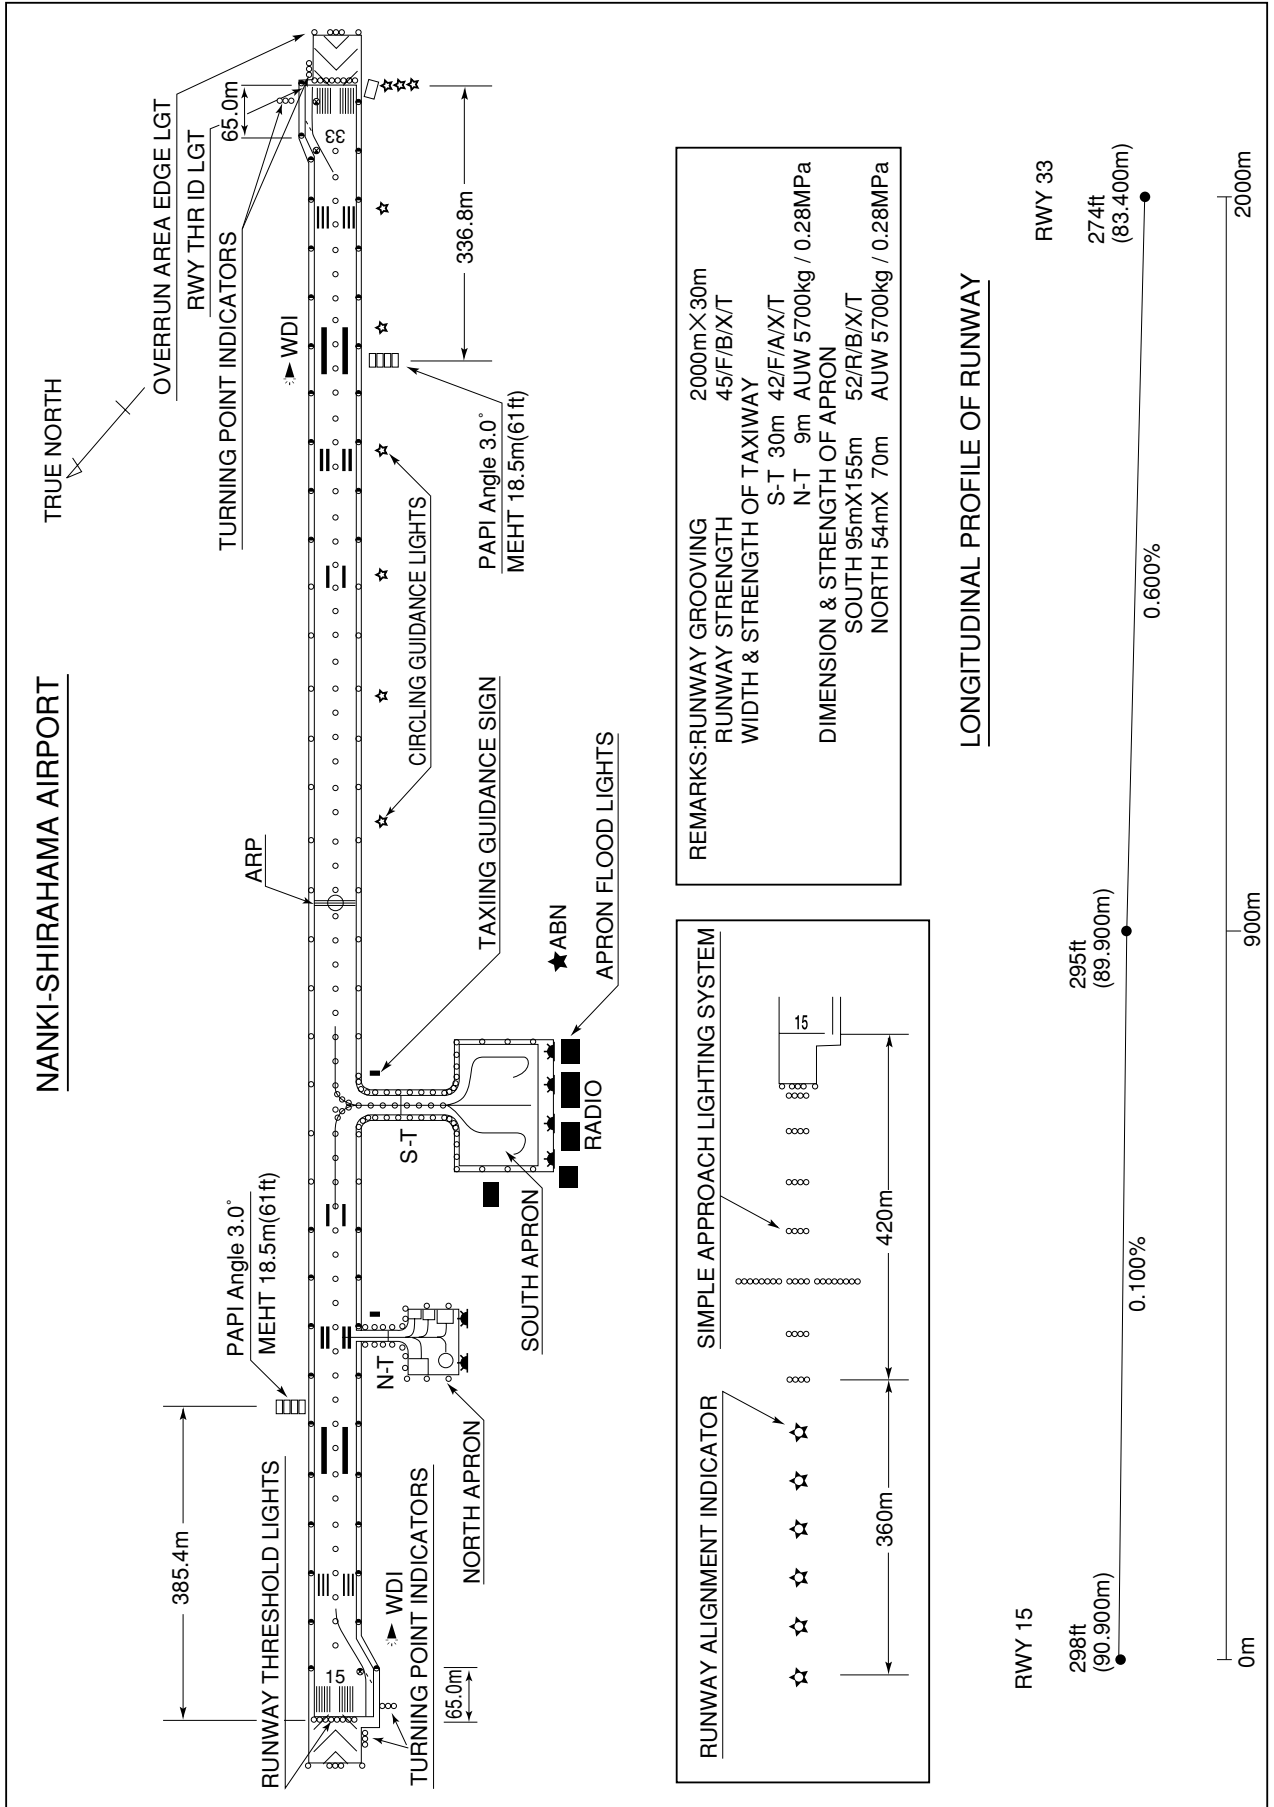 NANKI-SHIRAHAMA AIRPORT
TRUE NORTH
OVERRUN AREA EDGE LGT
RWY THR ID LGT
TURNING POINT INDICATORS
65.0m
33
336.8m
WDI
PAPI Angle 3.0°
MEHT 18.5m(61ft)
CIRCLING GUIDANCE LIGHTS
ARP
TAXIING GUIDANCE SIGN
ABN
APRON FLOOD LIGHTS
RADIO
S-T
SOUTH APRON
PAPI Angle 3.0°
MEHT 18.5m(61ft)
N-T
NORTH APRON
385.4m
RUNWAY THRESHOLD LIGHTS
15
WDI
TURNING POINT INDICATORS
65.0m
RUNWAY ALIGNMENT INDICATOR
SIMPLE APPROACH LIGHTING SYSTEM
15
360m
420m
REMARKS:RUNWAY GROOVING 2000m×30m
RUNWAY STRENGTH 45/F/B/X/T
WIDTH & STRENGTH OF TAXIWAY
S-T 30m 42/F/A/X/T
N-T 9m AUW 5700kg / 0.28MPa
DIMENSION & STRENGTH OF APRON
SOUTH 95mX155m 52/R/B/X/T
NORTH 54mX 70m AUW 5700kg / 0.28MPa
LONGITUDINAL PROFILE OF RUNWAY
RWY 15
298ft
(90.900m)
0.100%
295ft
(89.900m)
0.600%
RWY 33
274ft
(83.400m)
0m
900m
2000m